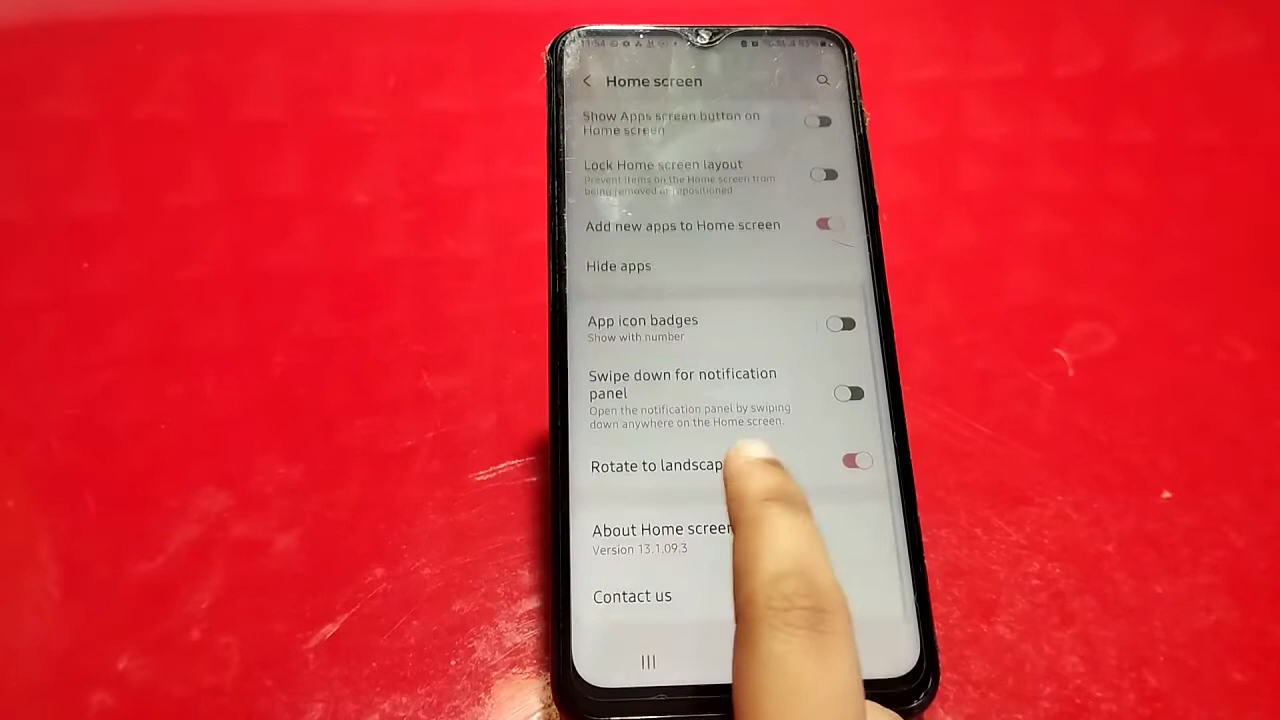 11:54
Home screen
Show Apps screen button on
Home screen
Lock Home screen layout
Prevent items on the Home screen from
being removed or repositioned
Add new apps to Home screen
Hide apps
App icon badges
Show with number
Swipe down for notification
panel
Open the notification panel by swiping
down anywhere on the Home screen.
Rotate to landscap
About Home screen
Version 13.1.09.3
Contact us